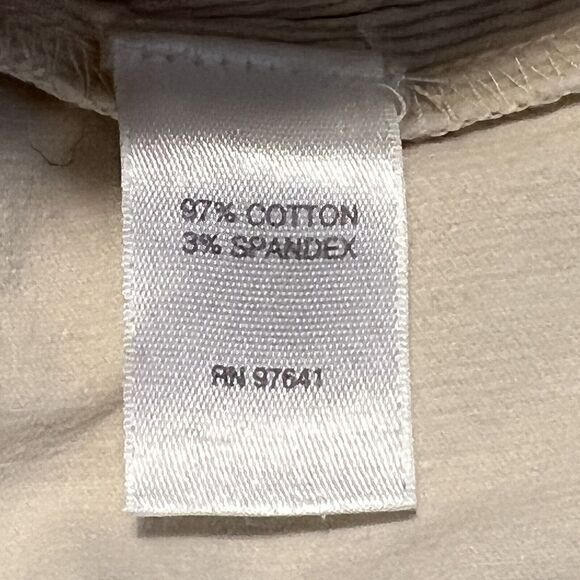 97% COTTON
3% SPANDEX
RN 97641